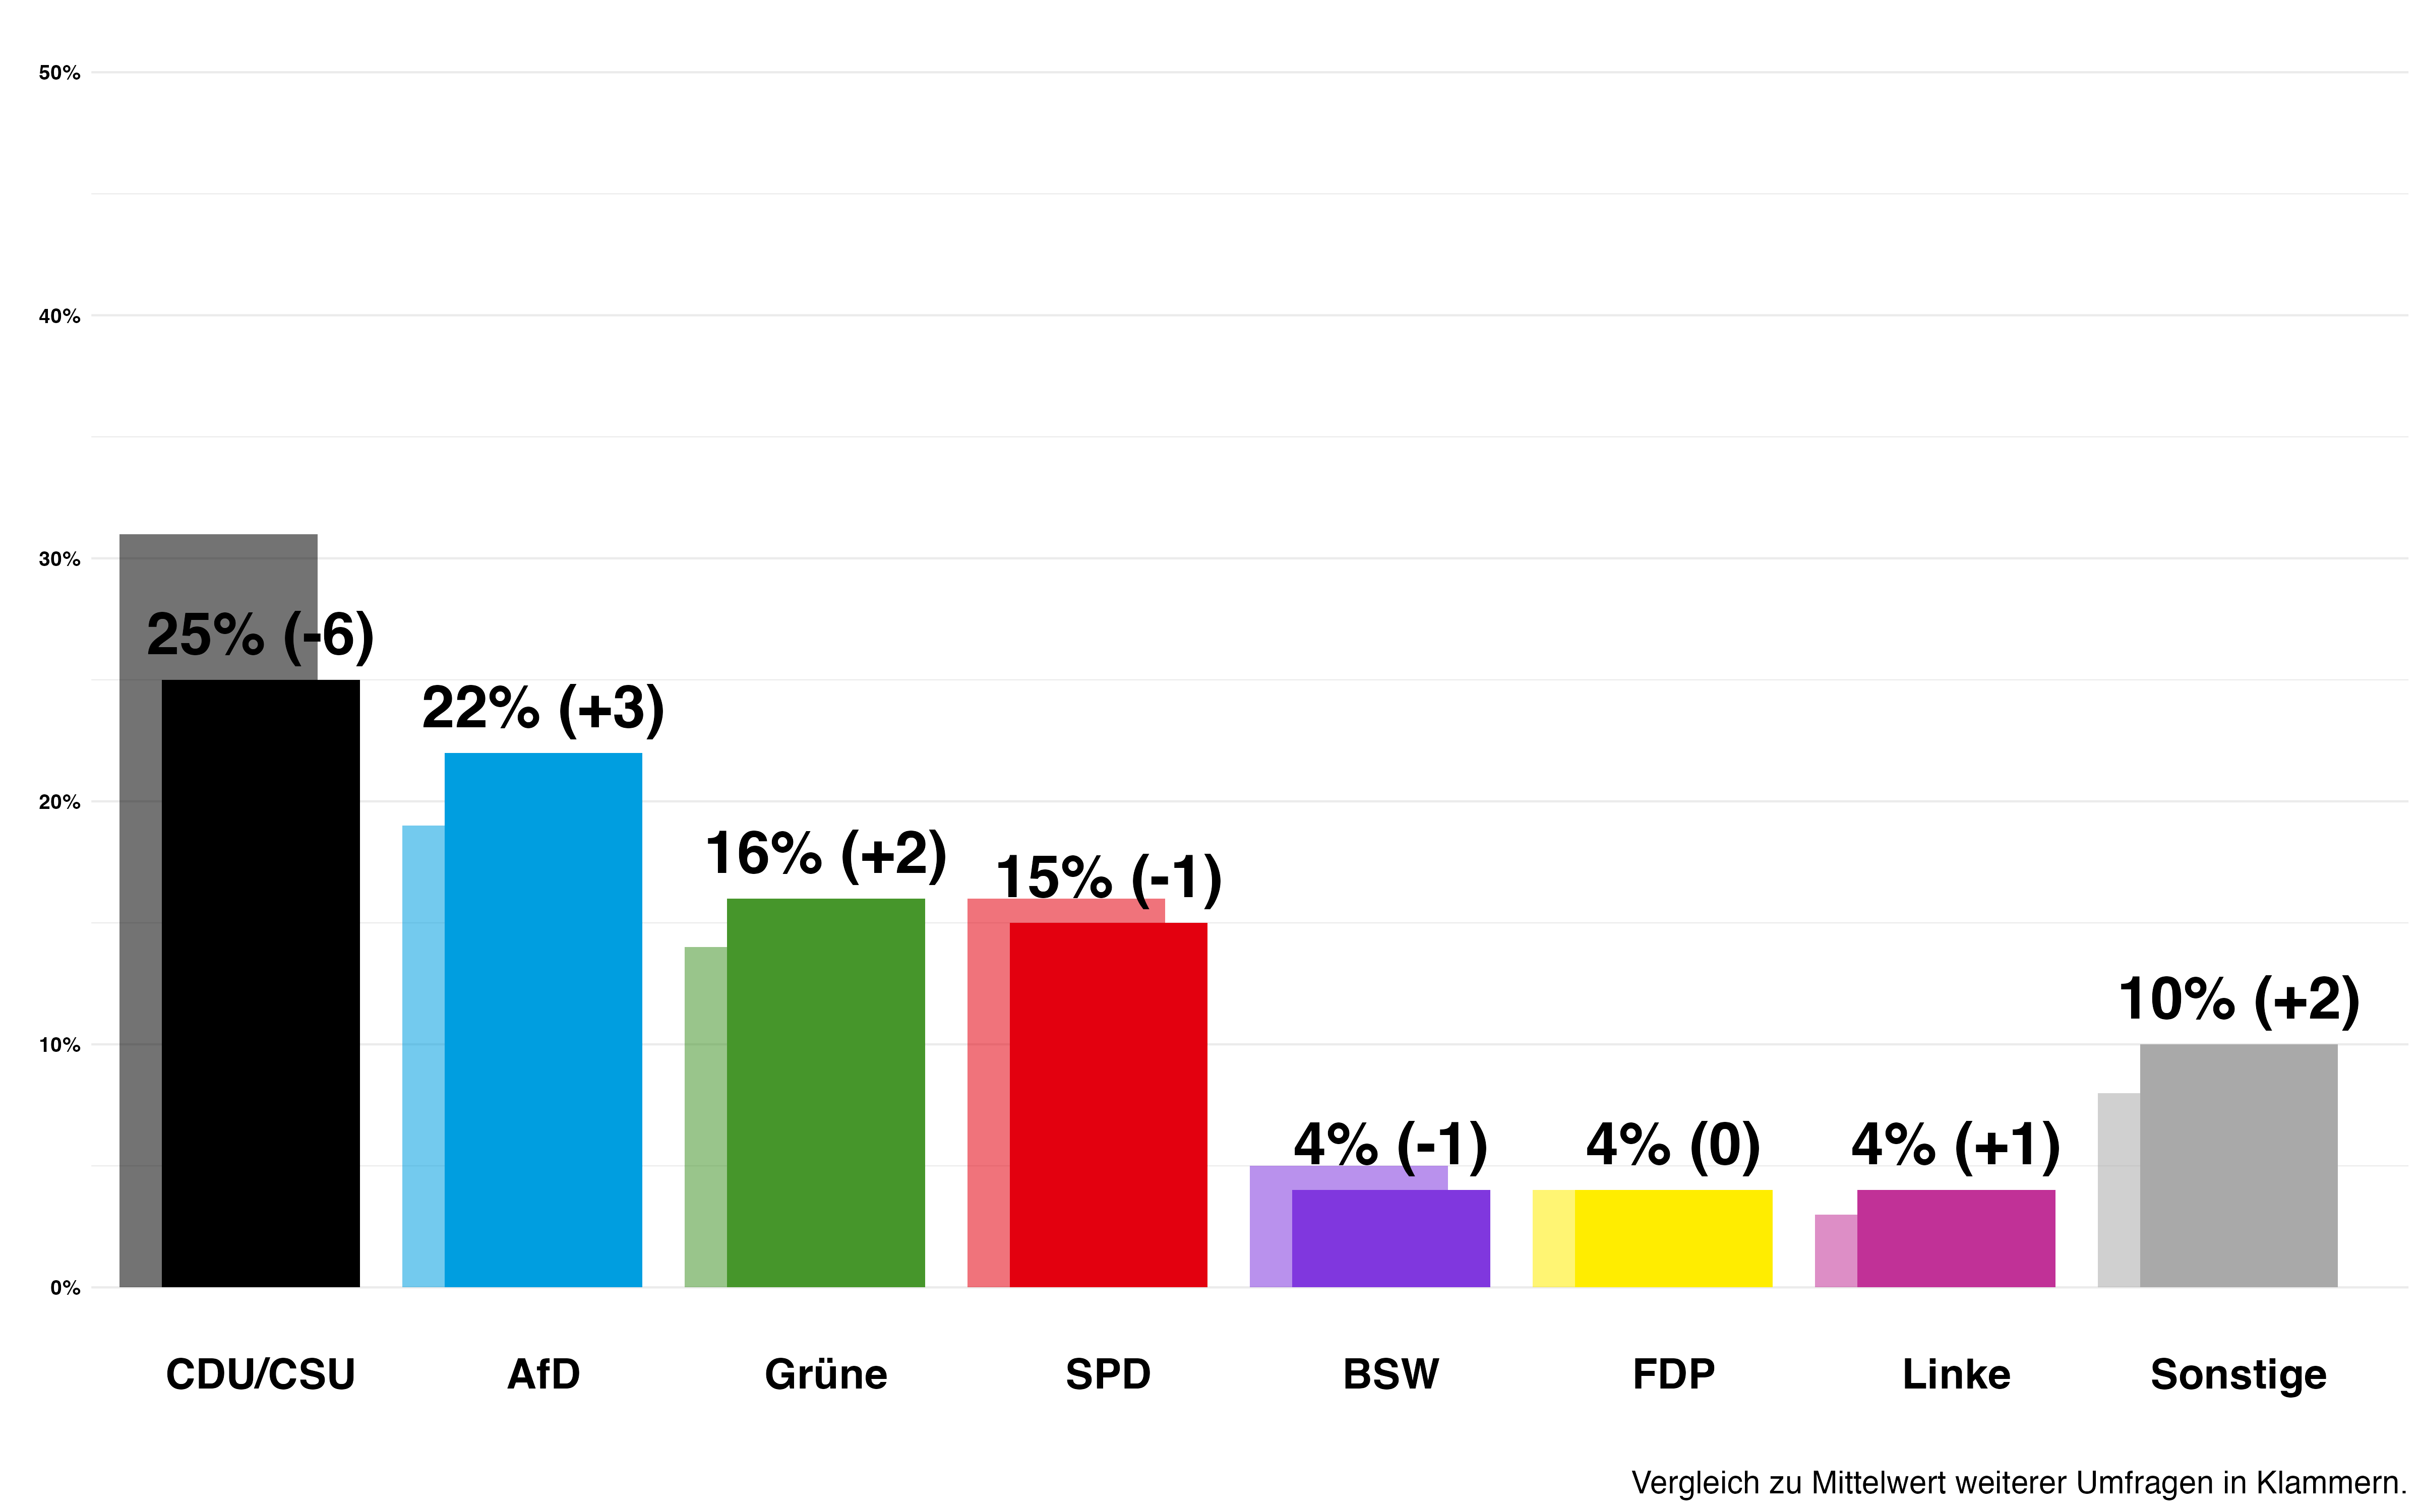 50%
40%
30%
20%
10%
0%
25% (-6)
22% (+3)
16% (+2)
15% (-1)
4% (-1)
4% (0)
4% (+1)
10% (+2)
CDU/CSU
AfD
Grüne
SPD
BSW
FDP
Linke
Sonstige
Vergleich zu Mittelwert weiterer Umfragen in Klammern.